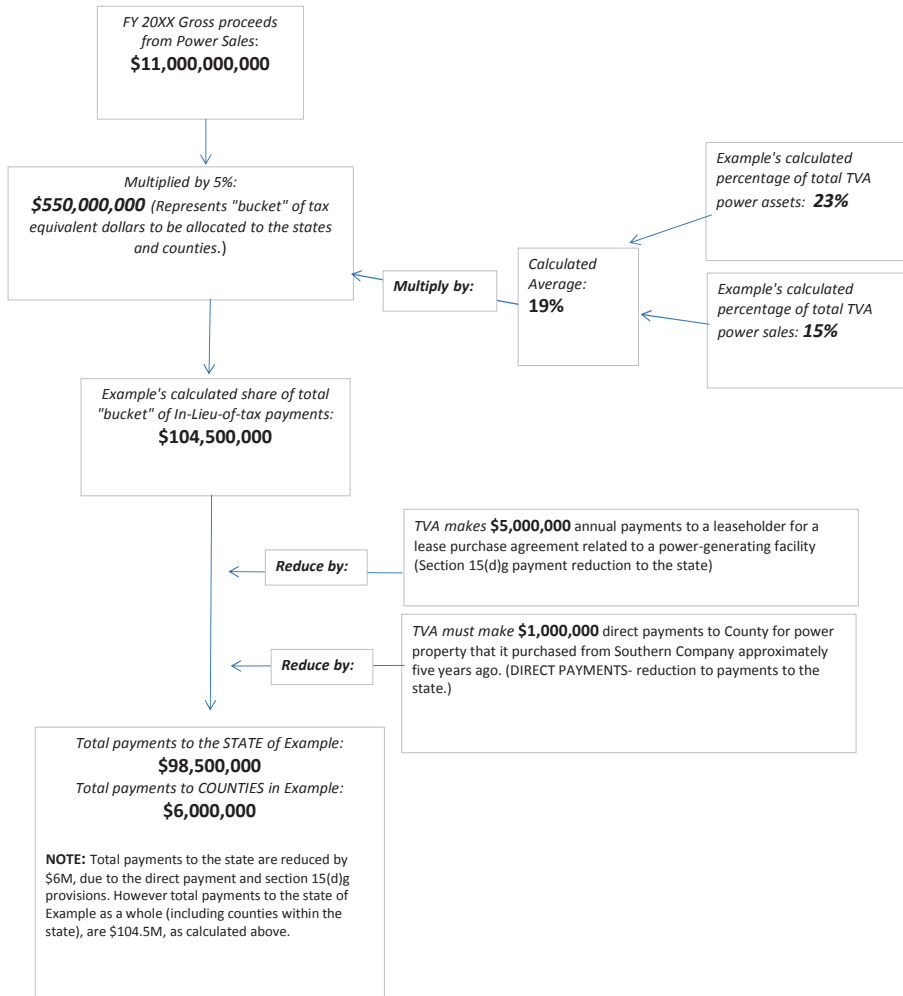 FY 20XX Gross proceeds
from Power Sales:
$11,000,000,000
Multiplied by 5%:
$550,000,000 (Represents "bucket" of tax
equivalent dollars to be allocated to the states
and counties.)
Multiply by:
Calculated
Average:
19%
Example's calculated
percentage of total TVA
power assets: 23%
Example's calculated
percentage of total TVA
power sales: 15%
Example's calculated share of total
"bucket" of In-Lieu-of-tax payments:
$104,500,000
Reduce by:
TVA makes $5,000,000 annual payments to a leaseholder for a
lease purchase agreement related to a power-generating facility
(Section 15(d)g payment reduction to the state)
Reduce by:
TVA must make $1,000,000 direct payments to County for power
property that it purchased from Southern Company approximately
five years ago. (DIRECT PAYMENTS- reduction to payments to the
state.)
Total payments to the STATE of Example:
$98,500,000
Total payments to COUNTIES in Example:
$6,000,000
NOTE: Total payments to the state are reduced by
$6M, due to the direct payment and section 15(d)g
provisions. However total payments to the state of
Example as a whole (including counties within the
state), are $104.5M, as calculated above.